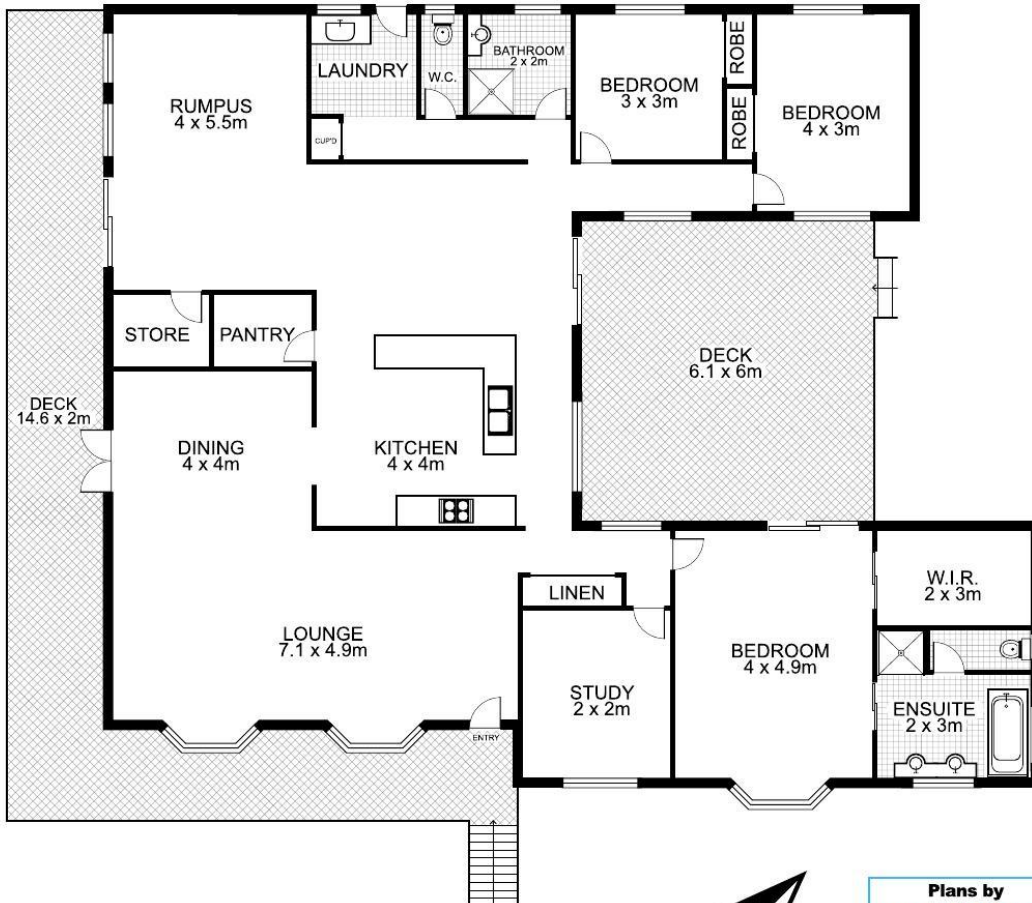 LAUNDRY
W.C.
BATHROOM
2 x 2m
ROBE
BEDROOM
3 x 3m
RUMPUS
4 x 5.5m
BEDROOM
4 x 3m
ROBE
CUP'D
STORE
PANTRY
DECK
6.1 x 6m
DECK
14.6 x 2m
DINING
4 x 4m
KITCHEN
4 x 4m
LINEN
W.I.R.
2 x 3m
LOUNGE
7.1 x 4.9m
BEDROOM
4 x 4.9m
STUDY
2 x 2m
ENSUITE
2 x 3m
ENTRY
Plans by